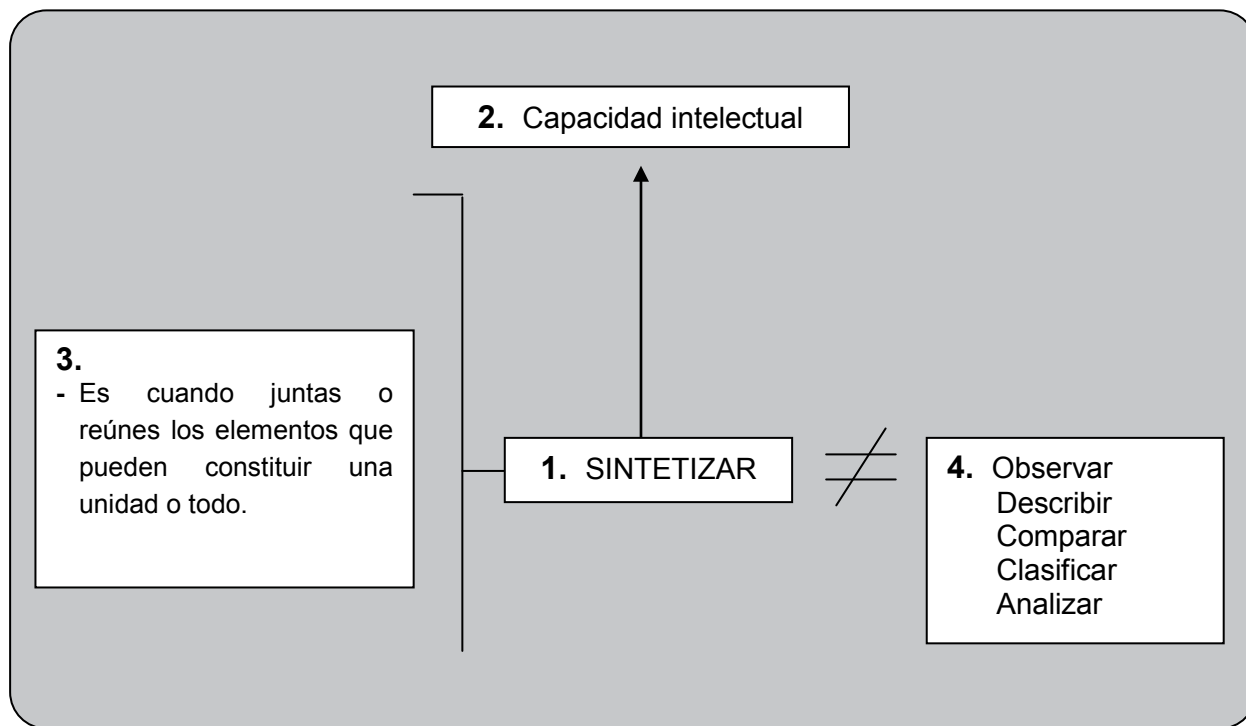 2. Capacidad intelectual
3.
- Es cuando juntas o
reúnes los elementos que
pueden constituir una
unidad o todo.
1. SINTETIZAR
4. Observar
Describir
Comparar
Clasificar
Analizar